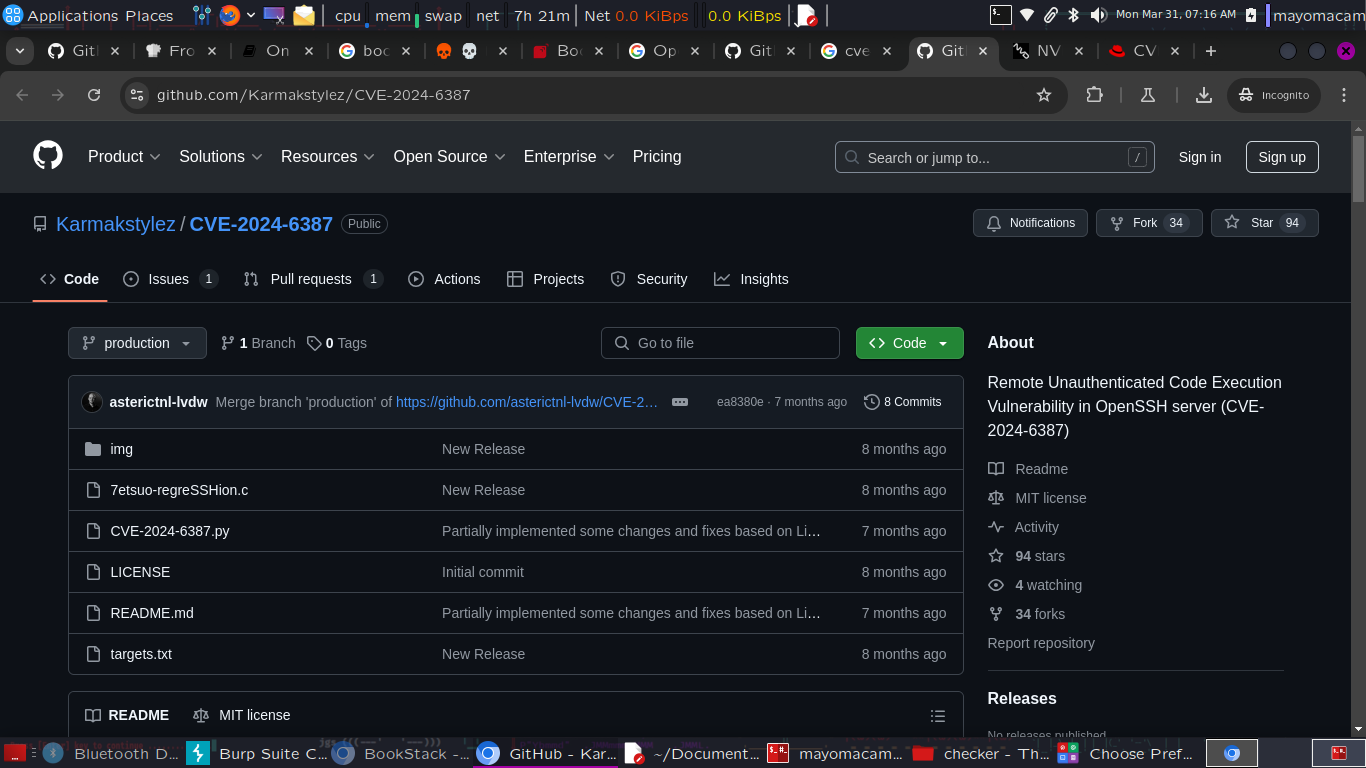 Applications Places cpu mem swap net 7h 21m Net 0.0 KiBps 0.0 KiBps Mon Mar 31, 07:16 AM mayomacam
Git Fro On boo Boo Op Git cve Git NV CV
github.com/Karmakstylez/CVE-2024-6387 Incognito
Product Solutions Resources Open Source Enterprise Pricing Search or jump to... / Sign in Sign up
Karmakstylez / CVE-2024-6387 Public Notifications Fork 34 Star 94
Code Issues 1 Pull requests 1 Actions Projects Security Insights
production 1 Branch 0 Tags Go to file Code
asterictnl-lvdw Merge branch 'production' of https://github.com/asterictnl-lvdw/CVE-2… ea8380e · 7 months ago 8 Commits
img New Release 8 months ago
7etsuo-regreSSHion.c New Release 8 months ago
CVE-2024-6387.py Partially implemented some changes and fixes based on Li… 7 months ago
LICENSE Initial commit 8 months ago
README.md Partially implemented some changes and fixes based on Li… 7 months ago
targets.txt New Release 8 months ago
README MIT license
About
Remote Unauthenticated Code Execution
Vulnerability in OpenSSH server (CVE-
2024-6387)
Readme
MIT license
Activity
94 stars
4 watching
34 forks
Report repository
Releases
No releases published
Bluetooth D... Burp Suite C... BookStack -... GitHub - Kar... ~/Document... mayomacam... checker - Th... Choose Pref...